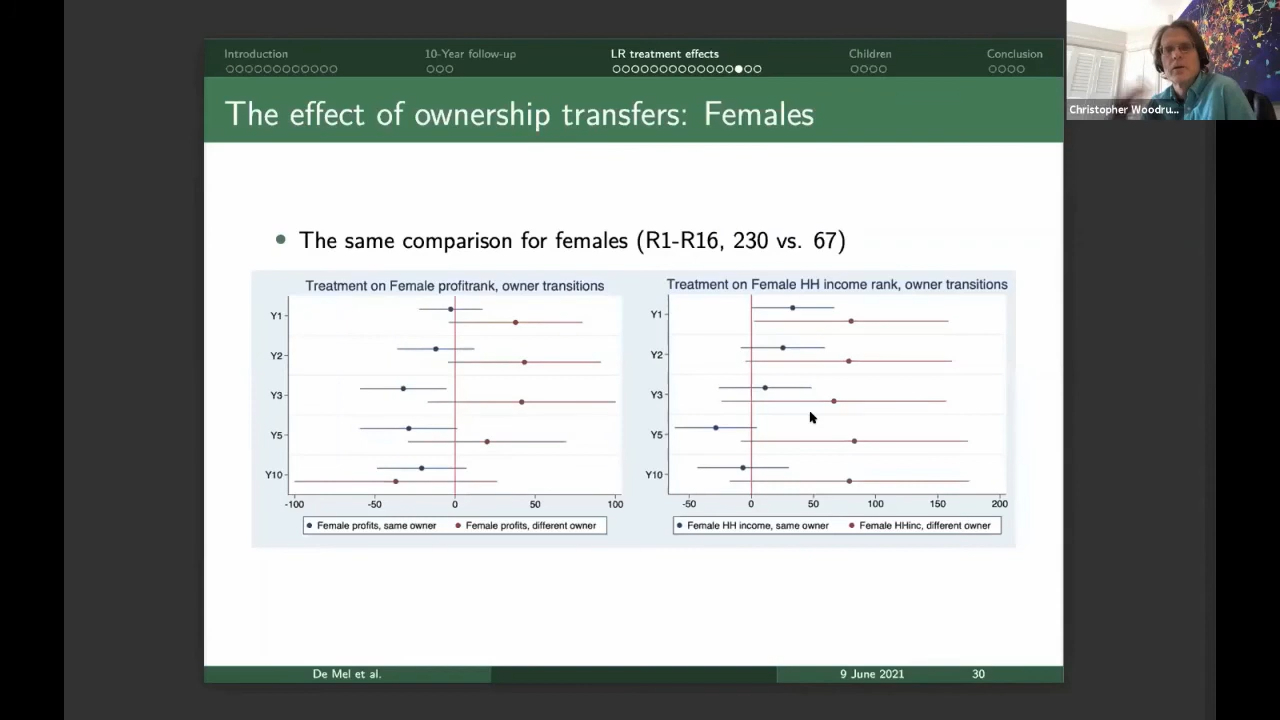 Introduction
10-Year follow-up
LR treatment effects
Children
Conclusion
Christopher Woodru...
The effect of ownership transfers: Females
The same comparison for females (R1-R16, 230 vs. 67)
Treatment on Female profitrank, owner transitions
Y1
Y2
Y3
Y5
Y10
-100 -50 0 50 100
Female profits, same owner Female profits, different owner
Treatment on Female HH income rank, owner transitions
Y1
Y2
Y3
Y5
Y10
-50 0 50 100 150 200
Female HH income, same owner Female HHinc, different owner
De Mel et al.
9 June 2021
30